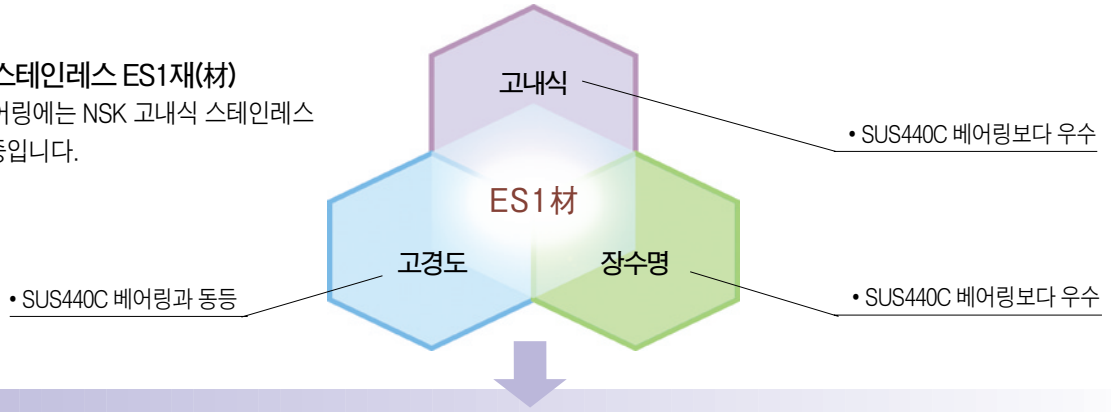 스테인레스 ES1재(材)
어링에는 NSK 고내식 스테인레스
중입니다.
고내식
• SUS440C 베어링보다 우수
ES1材
고경도
장수명
• SUS440C 베어링과 동등
• SUS440C 베어링보다 우수